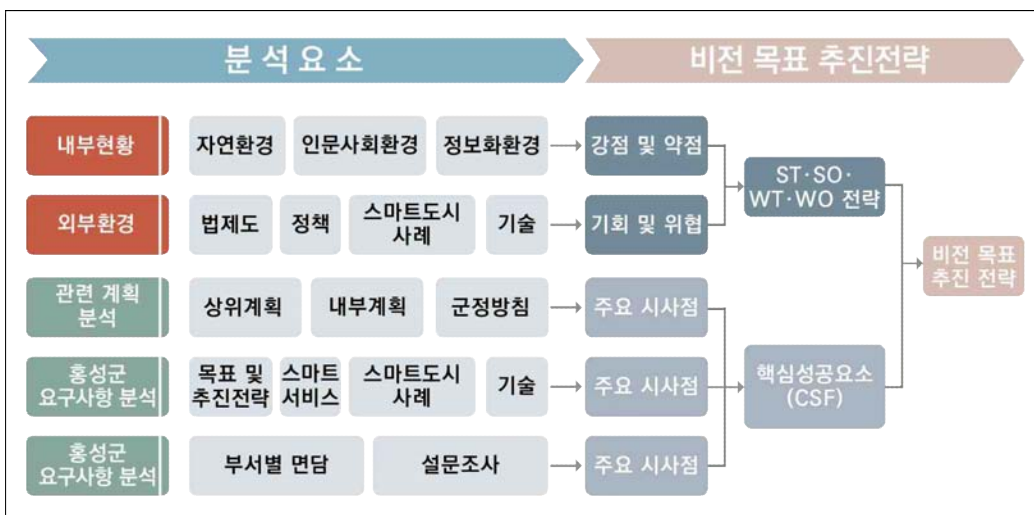 분석요소
비전 목표 추진전략
내부현황
자연환경
인문사회환경
정보화환경
강점 및 약점
ST·SO·
WT·WO 전략
외부환경
법제도
정책
스마트도시
사례
기술
기회 및 위협
비전 목표
추진 전략
관련 계획
분석
상위계획
내부계획
군정방침
주요 시사점
홍성군
요구사항 분석
목표 및
추진전략
스마트
서비스
스마트도시
사례
기술
주요 시사점
핵심성공요소
(CSF)
홍성군
요구사항 분석
부서별 면담
설문조사
주요 시사점